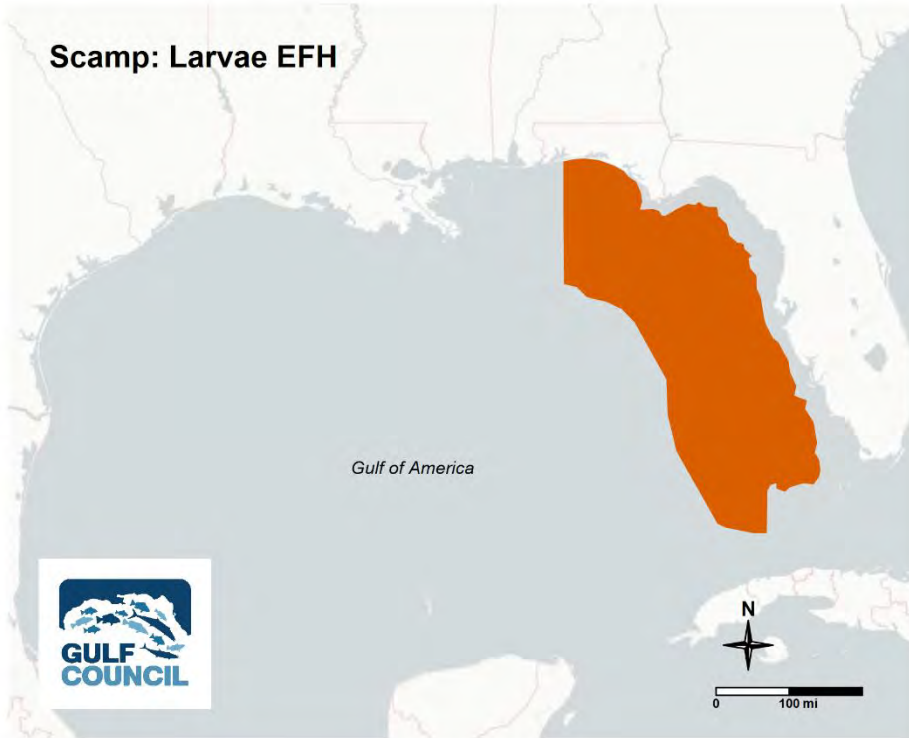 Scamp: Larvae EFH
Gulf of America
GULF
COUNCIL
N
0 100 mi